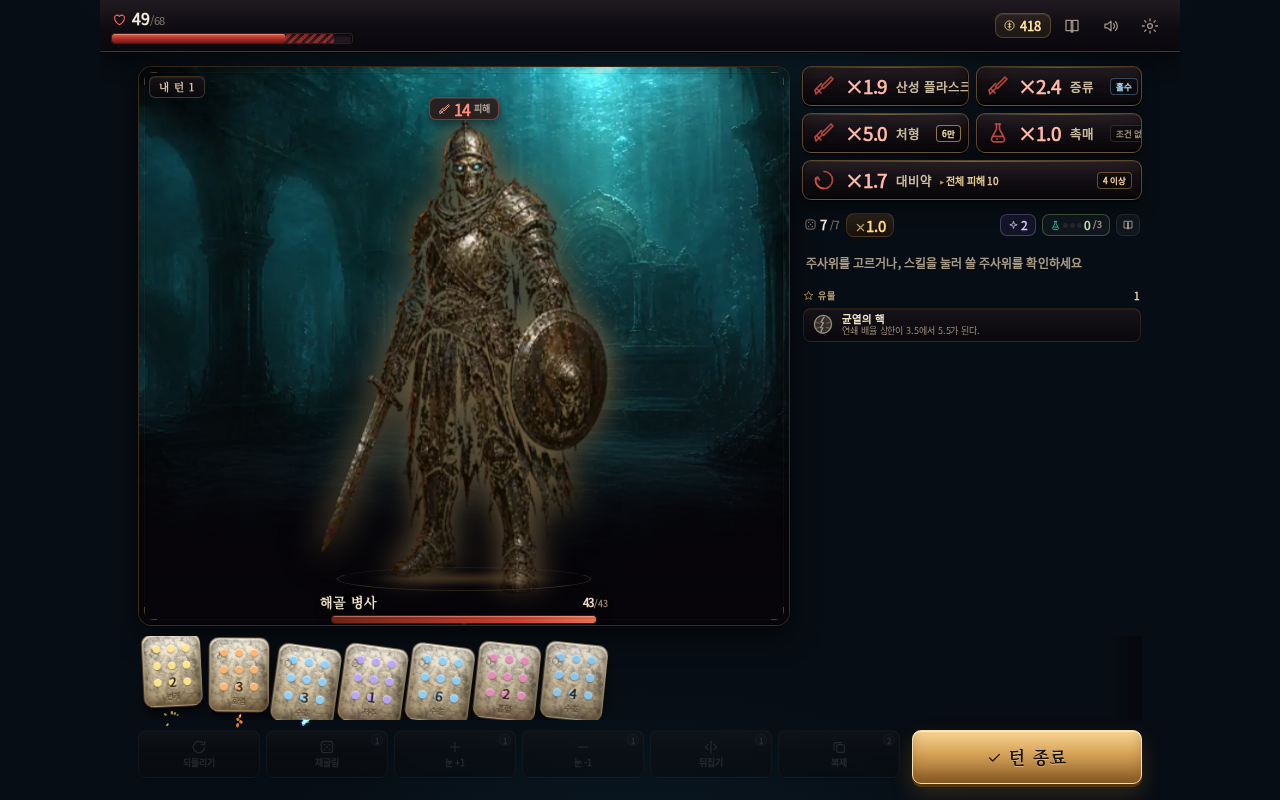 49/68
418
내 턴 1
14 피해
×1.9 산성 플라스크
×2.4 증류 흡수
×5.0 처형 6만
×1.0 촉매 조건 없
×1.7 대비약 ▸전체 피해 10 4 이상
7/7 ×1.0 2 0/3
주사위를 고르거나, 스킬을 눌러 쓸 주사위를 확인하세요
유물 1
균열의 핵
연쇄 배율 상한이 3.5에서 5.5가 된다.
해골 병사 43/43
2 3 3 1 6 2 4
되돌리기
재굴림 1
눈 +1 1
눈 -1 1
뒤집기 1
복제 2
턴 종료